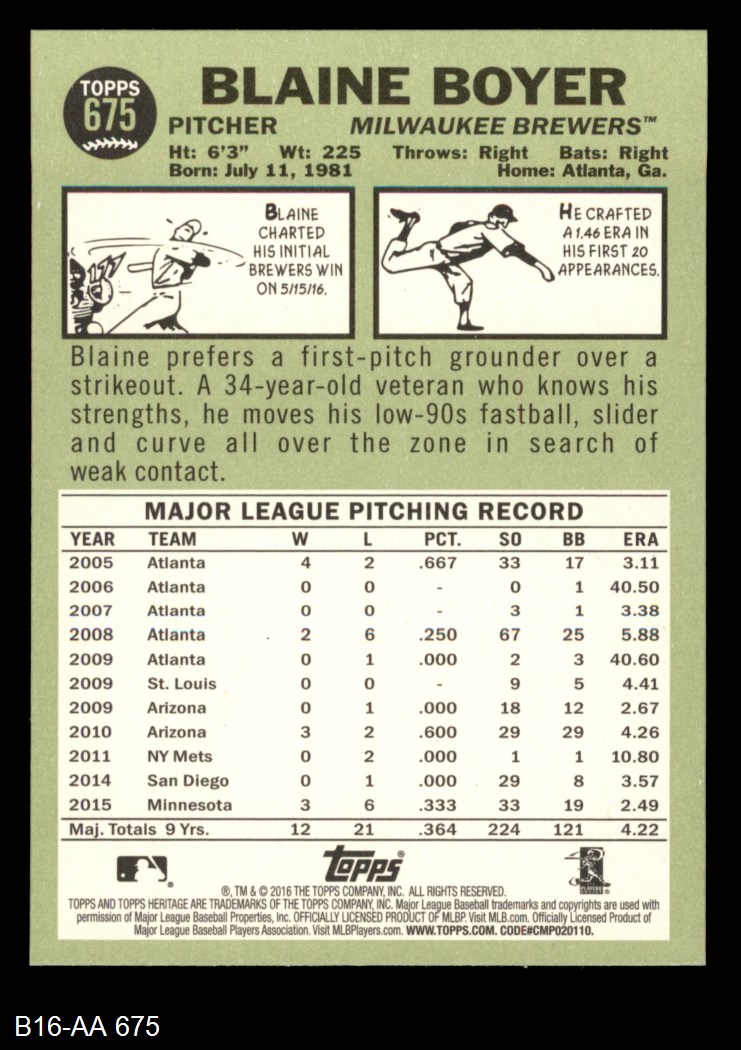 TOPPS
675
BLAINE BOYER
PITCHER MILWAUKEE BREWERS™
Ht: 6'3" Wt: 225 Throws: Right Bats: Right
Born: July 11, 1981 Home: Atlanta, Ga.
BLAINE
CHARTED
HIS INITIAL
BREWERS WIN
ON 5/15/16.
HE CRAFTED
A 1.46 ERA IN
HIS FIRST 20
APPEARANCES.
Blaine prefers a first-pitch grounder over a
strikeout. A 34-year-old veteran who knows his
strengths, he moves his low-90s fastball, slider
and curve all over the zone in search of
weak contact.
MAJOR LEAGUE PITCHING RECORD
YEAR TEAM W L PCT. SO BB ERA
2005 Atlanta 4 2 .667 33 17 3.11
2006 Atlanta 0 0 - 0 1 40.50
2007 Atlanta 0 0 - 3 1 3.38
2008 Atlanta 2 6 .250 67 25 5.88
2009 Atlanta 0 1 .000 2 3 40.60
2009 St. Louis 0 0 - 9 5 4.41
2009 Arizona 0 1 .000 18 12 2.67
2010 Arizona 3 2 .600 29 29 4.26
2011 NY Mets 0 2 .000 1 1 10.80
2014 San Diego 0 1 .000 29 8 3.57
2015 Minnesota 3 6 .333 33 19 2.49
Maj. Totals 9 Yrs. 12 21 .364 224 121 4.22
Topps®
PLAYERS
®, TM & © 2016 THE TOPPS COMPANY, INC. ALL RIGHTS RESERVED.
TOPPS AND TOPPS HERITAGE ARE TRADEMARKS OF THE TOPPS COMPANY, INC. Major League Baseball trademarks and copyrights are used with
permission of Major League Baseball Properties, Inc. OFFICIALLY LICENSED PRODUCT OF MLBP. Visit MLB.com. Officially Licensed Product of
Major League Baseball Players Association. Visit MLBPlayers.com. WWW.TOPPS.COM. CODE#CMP020110.
B16-AA 675